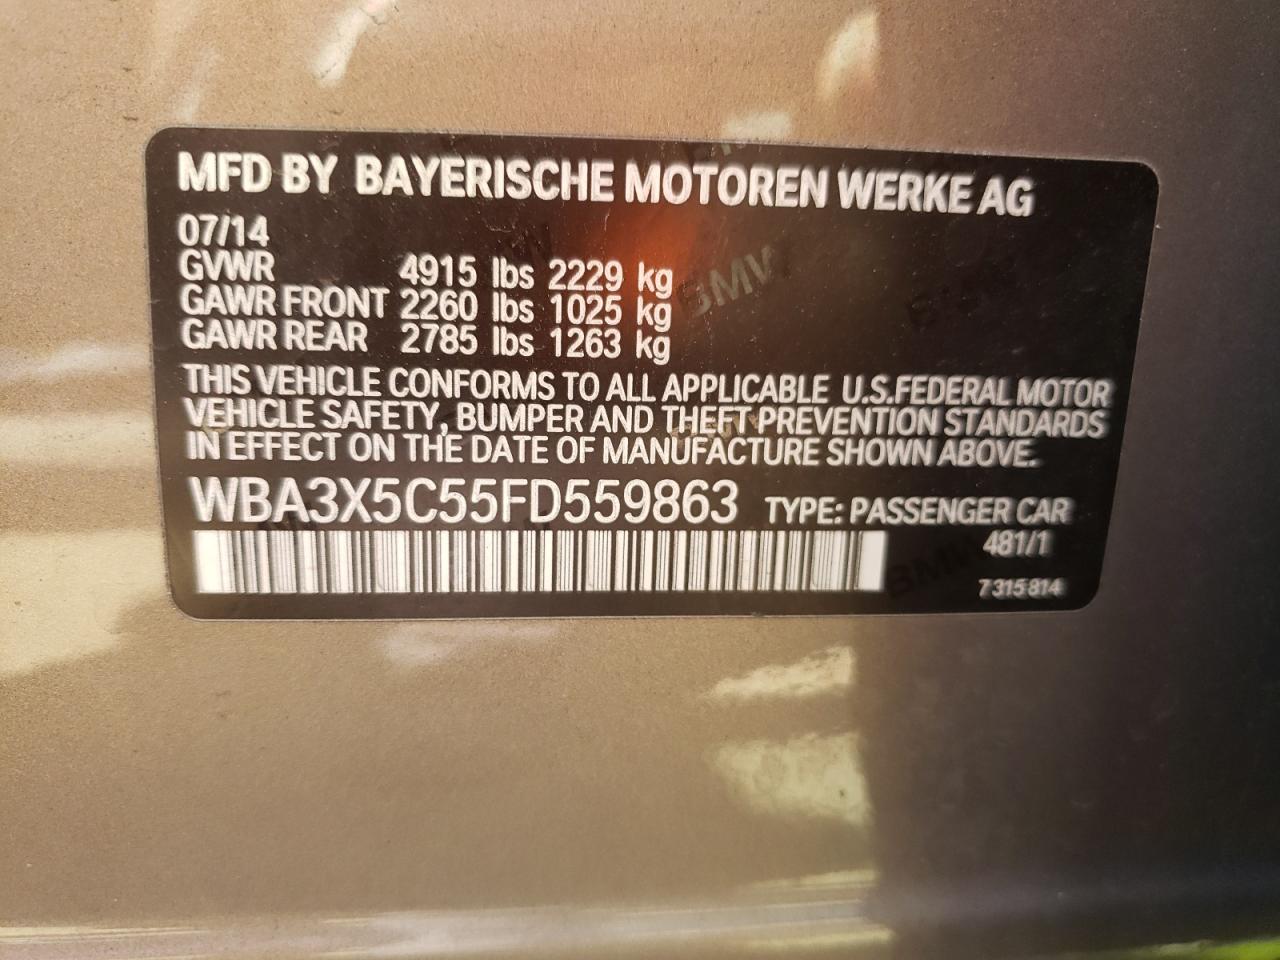 MFD BY BAYERISCHE MOTOREN WERKE AG
07/14
GVWR 4915 lbs 2229 kg
GAWR FRONT 2260 lbs 1025 kg
GAWR REAR 2785 lbs 1263 kg
THIS VEHICLE CONFORMS TO ALL APPLICABLE U.S.FEDERAL MOTOR
VEHICLE SAFETY, BUMPER AND THEFT PREVENTION STANDARDS
IN EFFECT ON THE DATE OF MANUFACTURE SHOWN ABOVE.
WBA3X5C55FD559863 TYPE: PASSENGER CAR
481/1
7 315 814
BMW